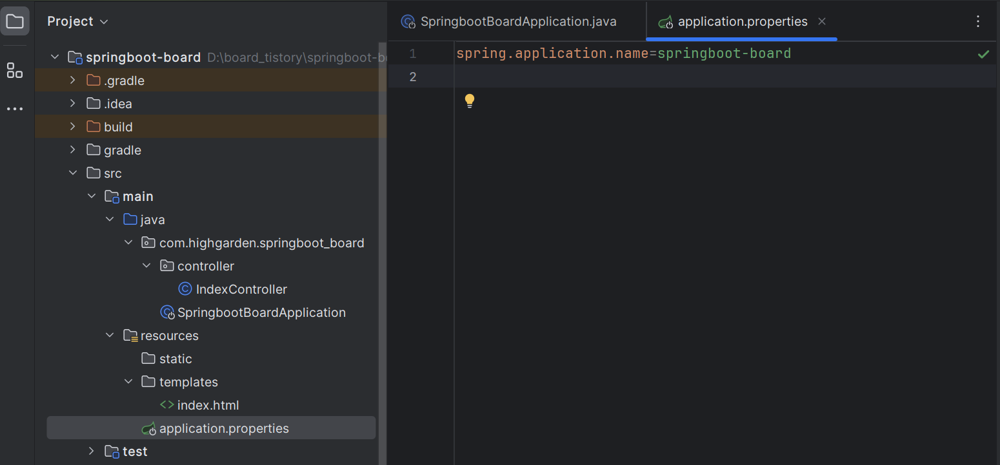 Project
SpringbootBoardApplication.java
application.properties
springboot-board D:\board_tistory\springboot-b
.gradle
.idea
build
gradle
src
main
java
com.highgarden.springboot_board
controller
IndexController
SpringbootBoardApplication
resources
static
templates
index.html
application.properties
test
1 spring.application.name=springboot-board
2